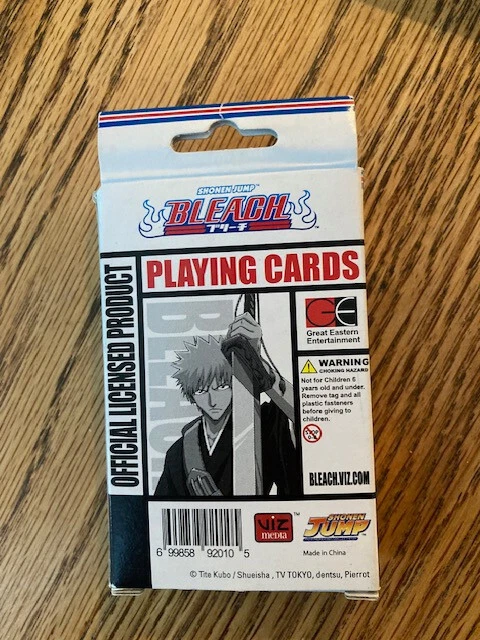 SHONEN JUMP™
BLEACH
ブリーチ
PLAYING CARDS
OFFICIAL LICENSED PRODUCT
BLEACH
GE
Great Eastern
Entertainment
WARNING
CHOKING HAZARD
Not for Children 6
years old and under.
Remove tag and all
plastic fasteners
before giving to
children.
BLEACH.VIZ.COM
6 99858 92010 5
VIZ
media
™
SHONEN
JUMP
Made in China
© Tite Kubo / Shueisha , TV TOKYO, dentsu, Pierrot